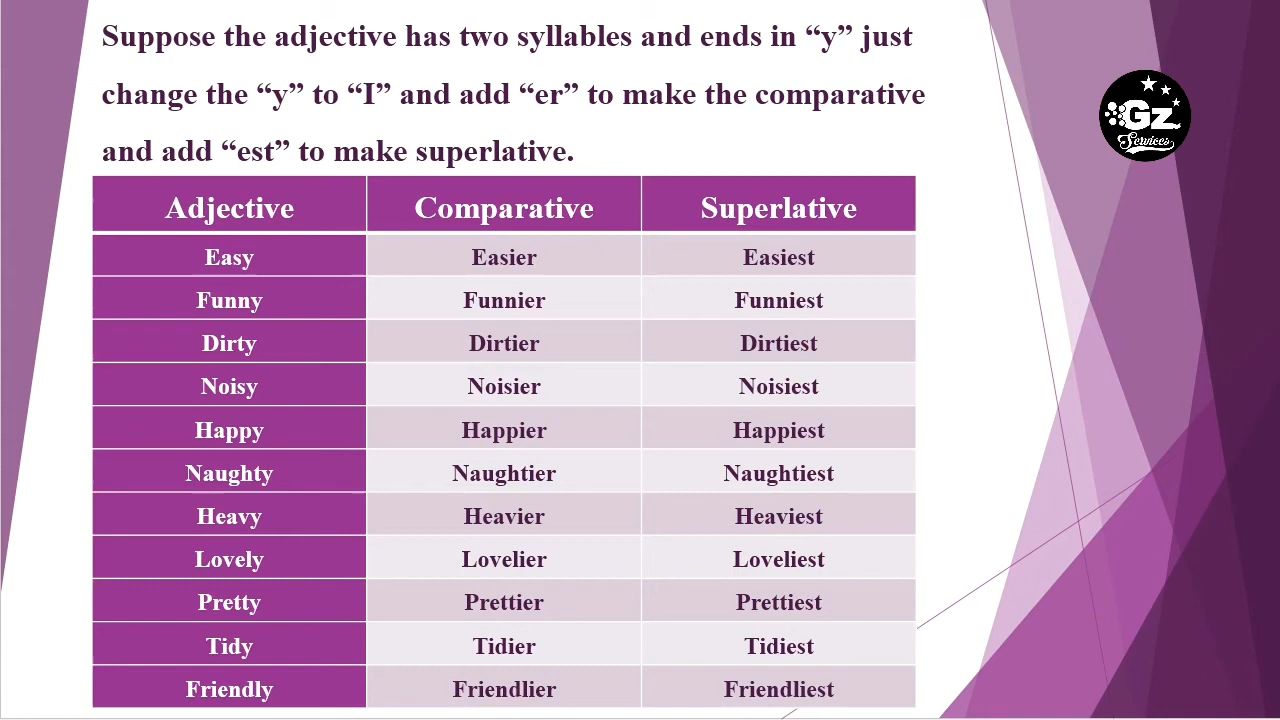 Suppose the adjective has two syllables and ends in “y” just
change the “y” to “I” and add “er” to make the comparative
and add “est” to make superlative.
Gz
Services
Adjective Comparative Superlative
Easy Easier Easiest
Funny Funnier Funniest
Dirty Dirtier Dirtiest
Noisy Noisier Noisiest
Happy Happier Happiest
Naughty Naughtier Naughtiest
Heavy Heavier Heaviest
Lovely Lovelier Loveliest
Pretty Prettier Prettiest
Tidy Tidier Tidiest
Friendly Friendlier Friendliest